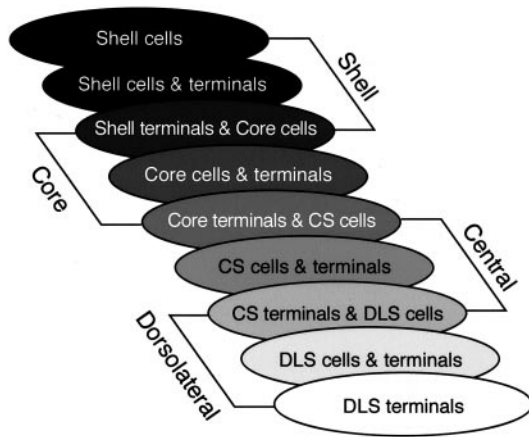 Shell cells
Shell cells & terminals
Shell
Shell terminals & Core cells
Core
Core cells & terminals
Core terminals & CS cells
Central
CS cells & terminals
CS terminals & DLS cells
Dorsolateral
DLS cells & terminals
DLS terminals